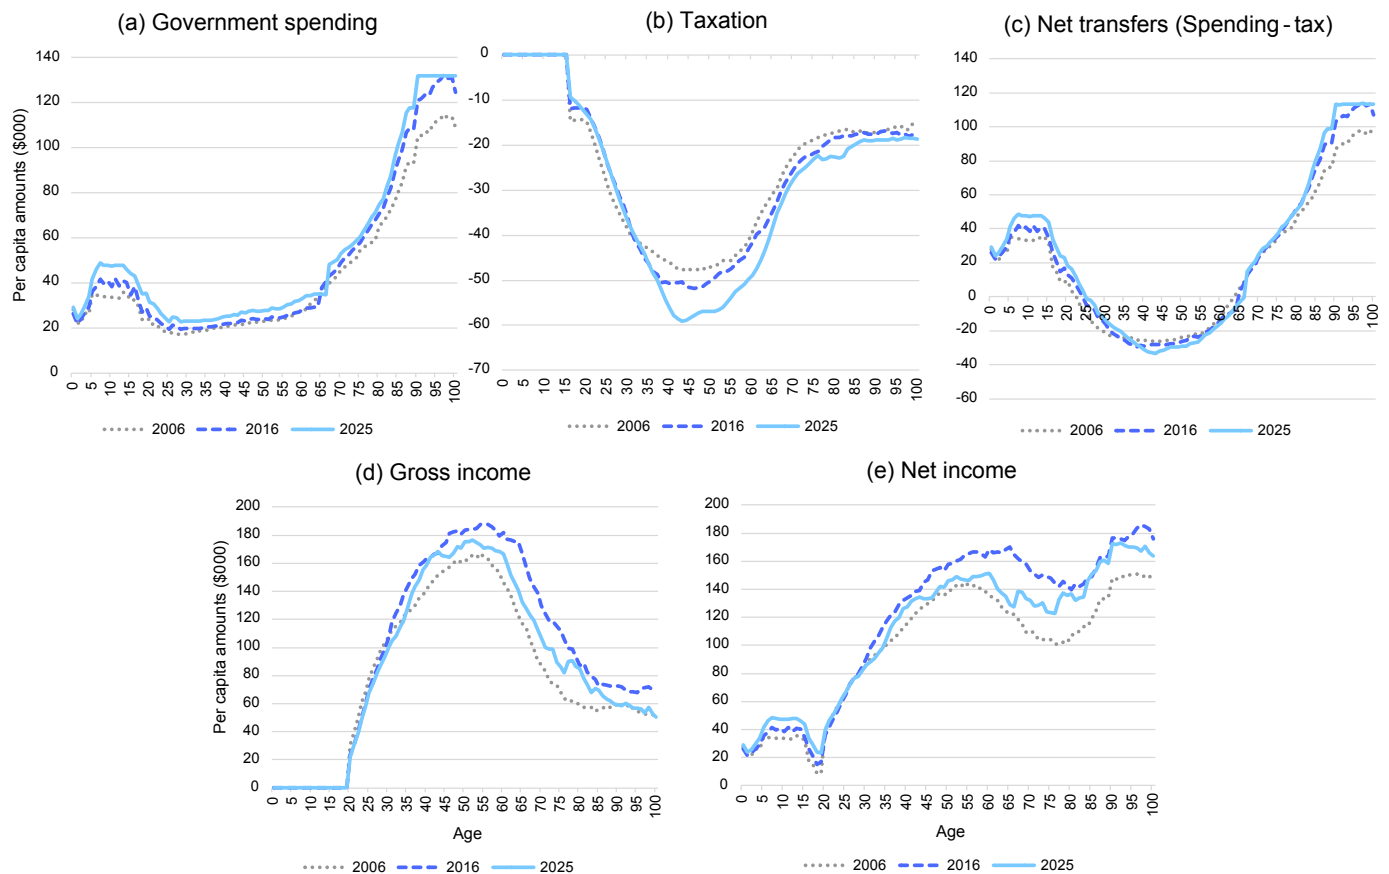 (a) Government spending
Per capita amounts ($000)
140
120
100
80
60
40
20
0
0 5 10 15 20 25 30 35 40 45 50 55 60 65 70 75 80 85 90 95 100
2006 2016 2025
(b) Taxation
0
-10
-20
-30
-40
-50
-60
-70
0 5 10 15 20 25 30 35 40 45 50 55 60 65 70 75 80 85 90 95 100
2006 2016 2025
(c) Net transfers (Spending - tax)
140
120
100
80
60
40
20
0
-20
-40
-60
0 5 10 15 20 25 30 35 40 45 50 55 60 65 70 75 80 85 90 95 100
2006 2016 2025
(d) Gross income
Per capita amounts ($000)
200
180
160
140
120
100
80
60
40
20
0
0 5 10 15 20 25 30 35 40 45 50 55 60 65 70 75 80 85 90 95 100
Age
2006 2016 2025
(e) Net income
200
180
160
140
120
100
80
60
40
20
0
0 5 10 15 20 25 30 35 40 45 50 55 60 65 70 75 80 85 90 95 100
Age
2006 2016 2025